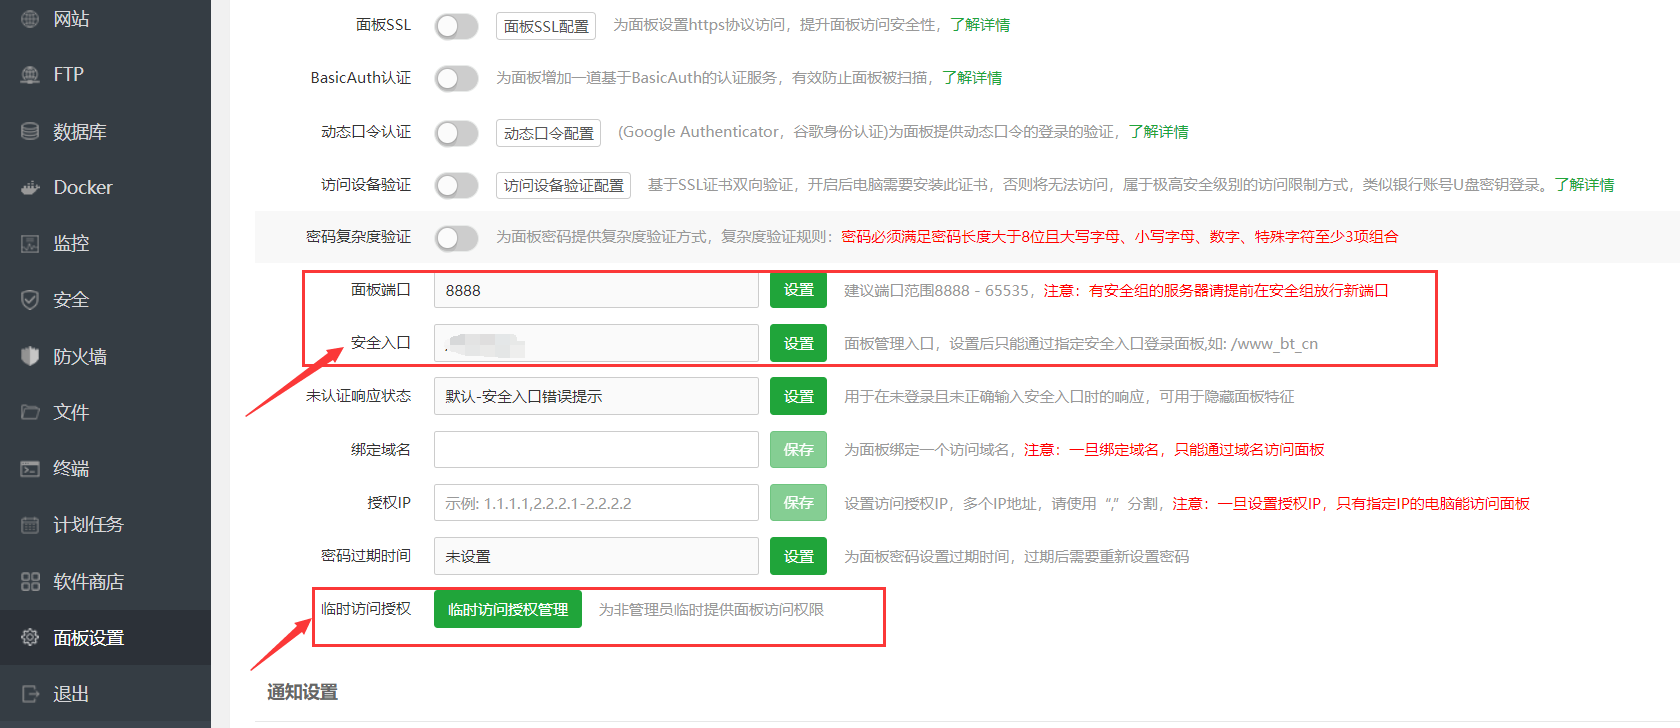 网站
FTP
数据库
Docker
监控
安全
防火墙
文件
终端
计划任务
软件商店
面板设置
退出
面板SSL 面板SSL配置 为面板设置https协议访问，提升面板访问安全性，了解详情
BasicAuth认证 为面板增加一道基于BasicAuth的认证服务，有效防止面板被扫描，了解详情
动态口令认证 动态口令配置 (Google Authenticator，谷歌身份认证)为面板提供动态口令的登录的验证，了解详情
访问设备验证 访问设备验证配置 基于SSL证书双向验证，开启后电脑需要安装此证书，否则将无法访问，属于极高安全级别的访问限制方式，类似银行账号U盘密钥登录。了解详情
密码复杂度验证 为面板密码提供复杂度验证方式，复杂度验证规则：密码必须满足密码长度大于8位且大写字母、小写字母、数字、特殊字符至少3项组合
面板端口 8888 设置 建议端口范围8888 - 65535，注意：有安全组的服务器请提前在安全组放行新端口
安全入口 设置 面板管理入口，设置后只能通过指定安全入口登录面板,如: /www_bt_cn
未认证响应状态 默认-安全入口错误提示 设置 用于在未登录且未正确输入安全入口时的响应，可用于隐藏面板特征
绑定域名 保存 为面板绑定一个访问域名，注意：一旦绑定域名，只能通过域名访问面板
授权IP 示例: 1.1.1.1,2.2.2.1-2.2.2.2 保存 设置访问授权IP，多个IP地址，请使用“,”分割，注意：一旦设置授权IP，只有指定IP的电脑能访问面板
密码过期时间 未设置 设置 为面板密码设置过期时间，过期后需要重新设置密码
临时访问授权 临时访问授权管理 为非管理员临时提供面板访问权限
通知设置